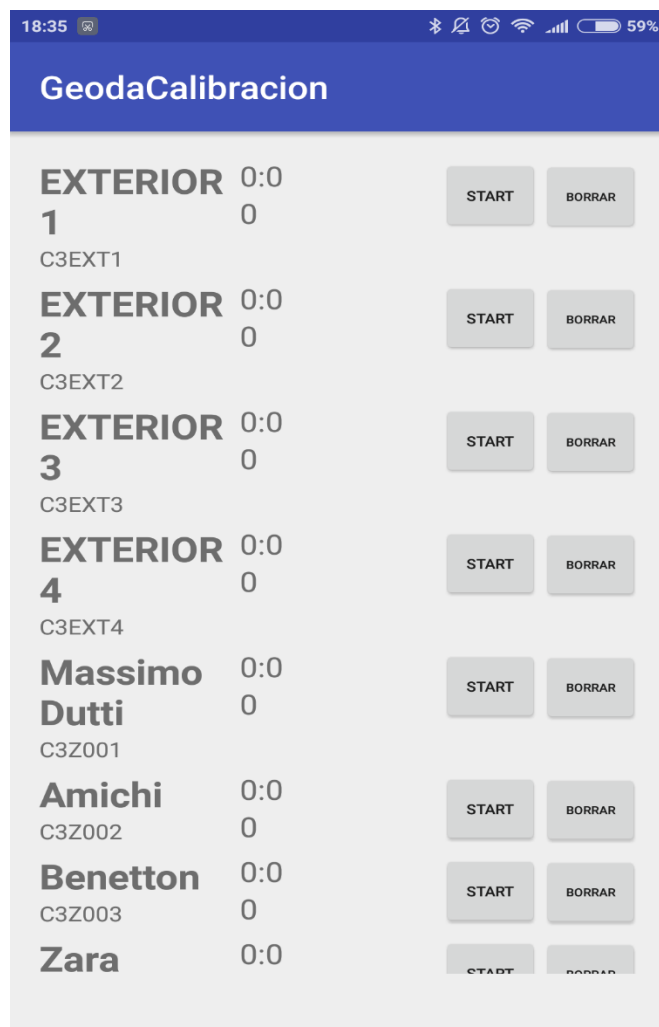 18:35 59%
GeodaCalibracion
EXTERIOR 0:0 START BORRAR
1 0
C3EXT1
EXTERIOR 0:0 START BORRAR
2 0
C3EXT2
EXTERIOR 0:0 START BORRAR
3 0
C3EXT3
EXTERIOR 0:0 START BORRAR
4 0
C3EXT4
Massimo 0:0 START BORRAR
Dutti 0
C3Z001
Amichi 0:0 START BORRAR
C3Z002 0
Benetton 0:0 START BORRAR
C3Z003 0
Zara 0:0 START BORRAR